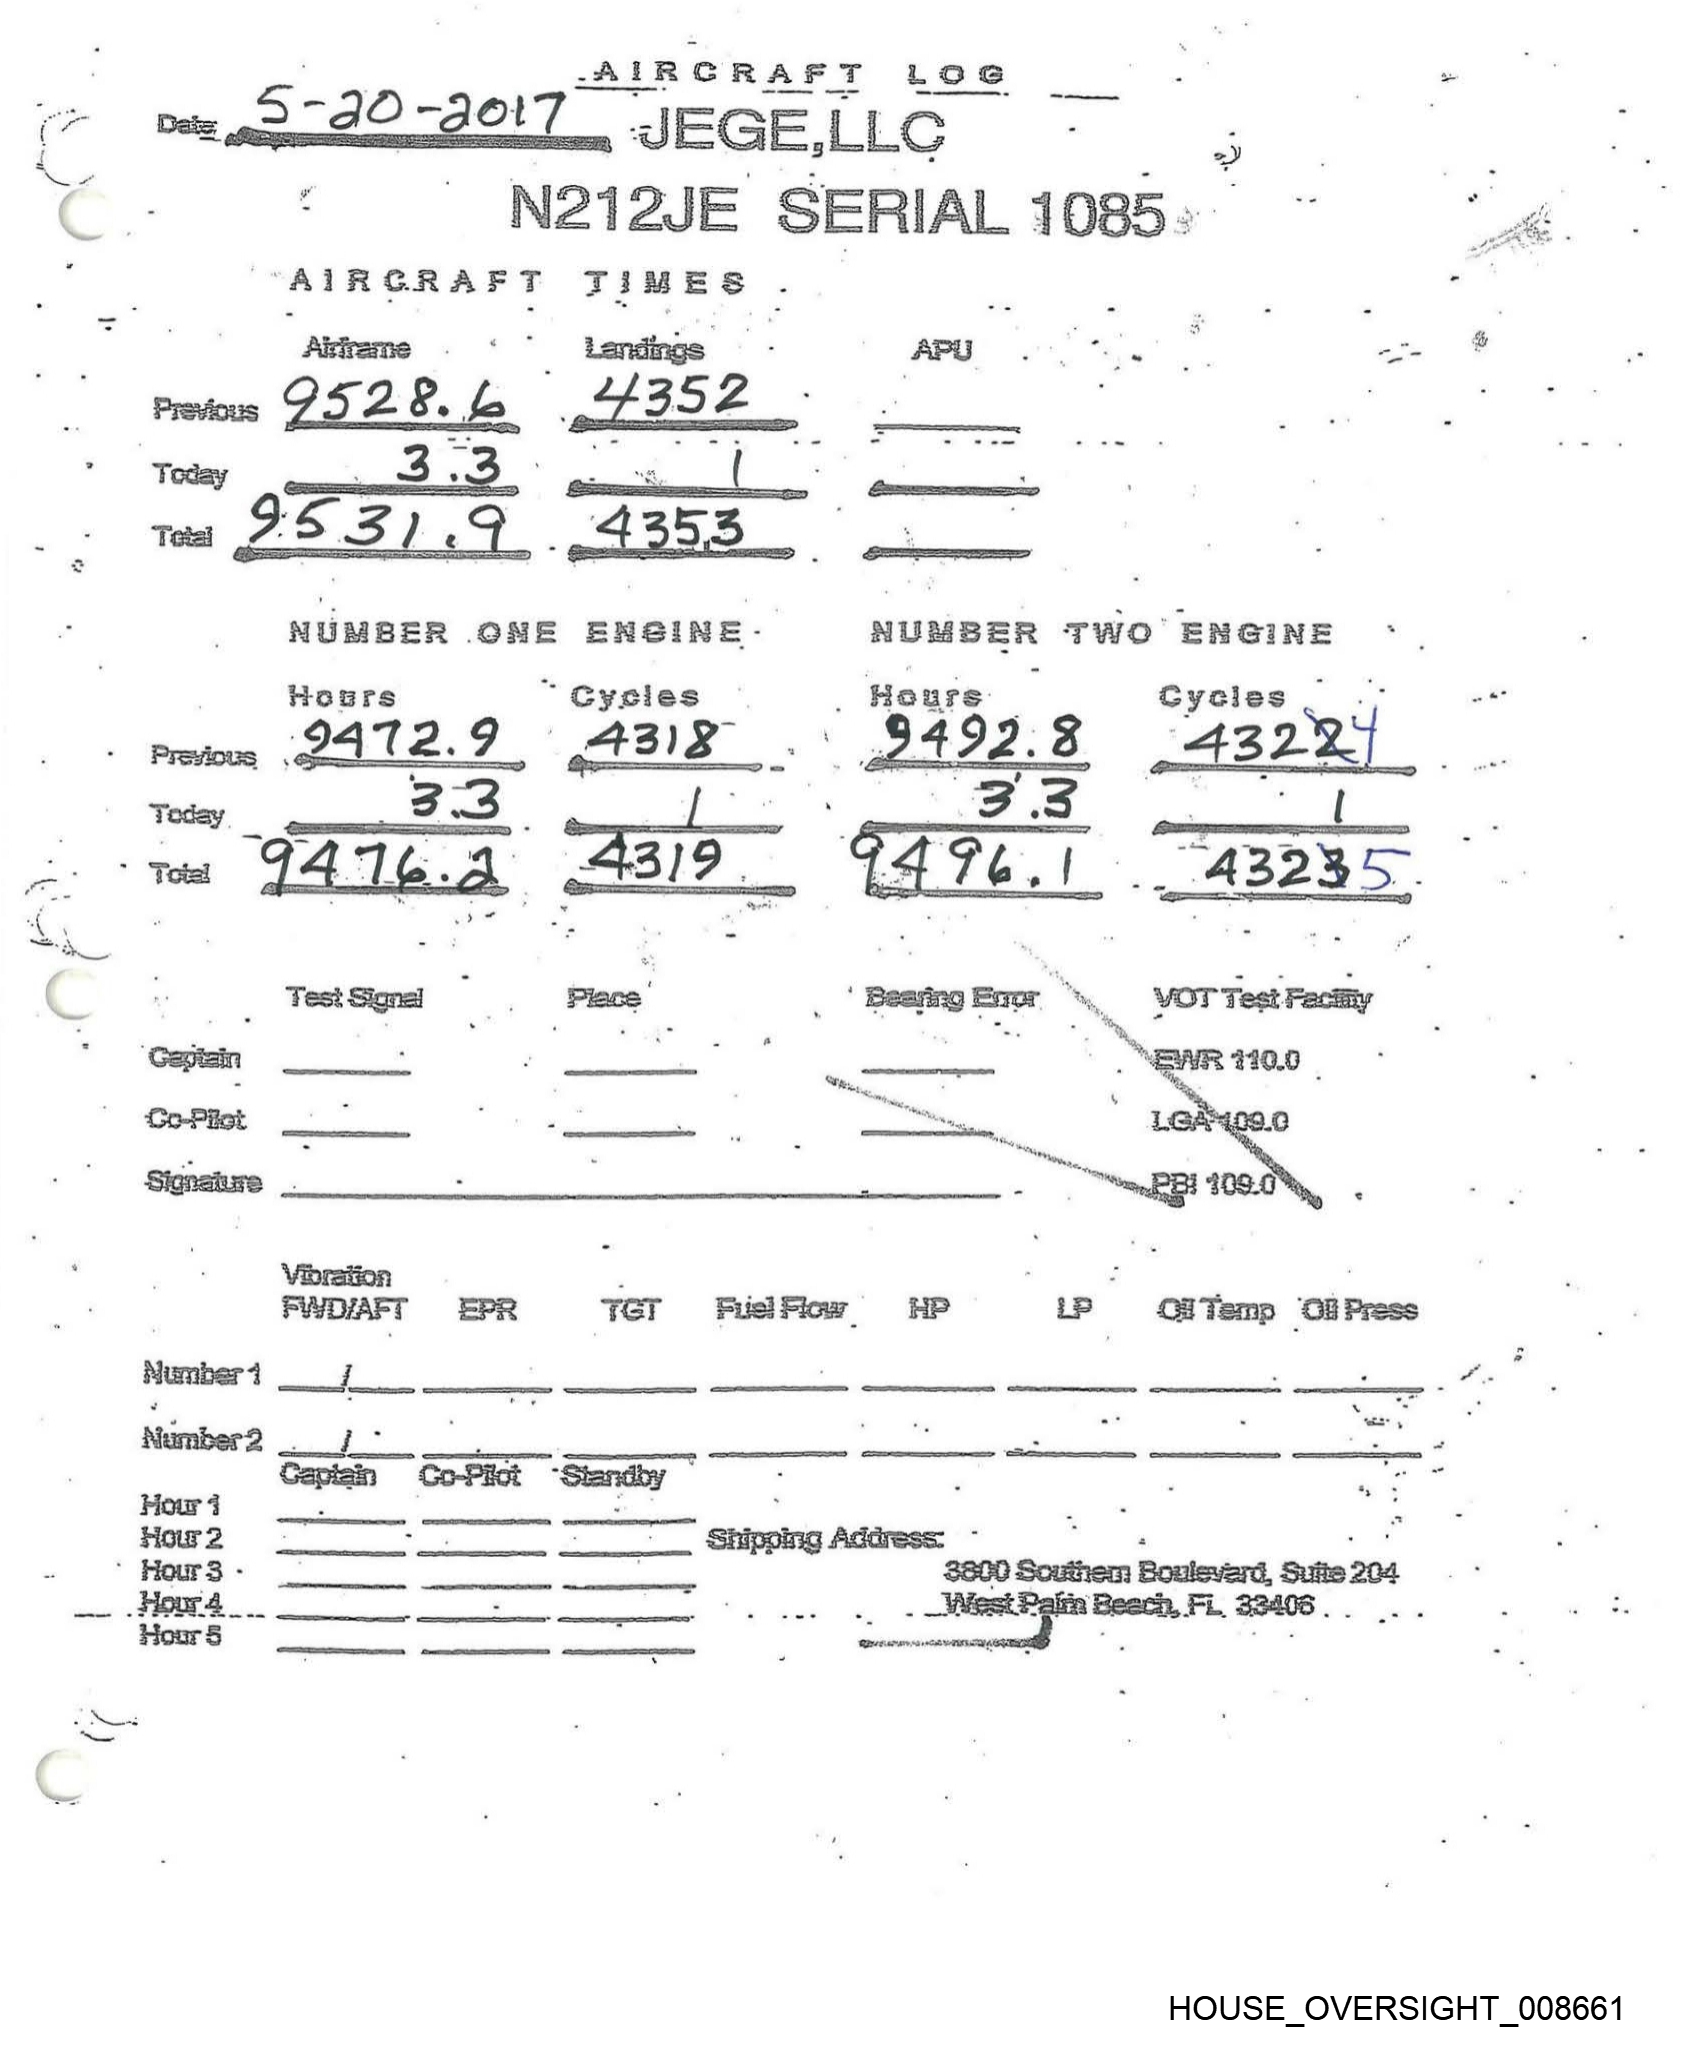 AIRCRAFT LOG
Date 5-20-2017 JEGE,LLC
N212JE SERIAL 1085
AIRCRAFT TIMES
Airframe Landings APU
Previous 9528.6 4352
Today 3.3 1
Total 9531.9 4353
NUMBER ONE ENGINE NUMBER TWO ENGINE
Hours Cycles Hours Cycles
Previous 9472.9 4318 9492.8 43224
Today 3.3 1 3.3 1
Total 9476.2 4319 9496.1 43235
Test Signal Place Bearing Error VOT Test Facility
Captain EWR 110.0
Co-Pilot LGA 109.0
Signature PBI 109.0
Vibration
FWD/AFT EPR TGT Fuel Flow HP LP Oil Temp Oil Press
Number 1 /
Number 2 /
Captain Co-Pilot Standby
Hour 1
Hour 2 Shipping Address:
Hour 3 3800 Southern Boulevard, Suite 204
Hour 4 West Palm Beach, FL 33406
Hour 5
HOUSE_OVERSIGHT_008661